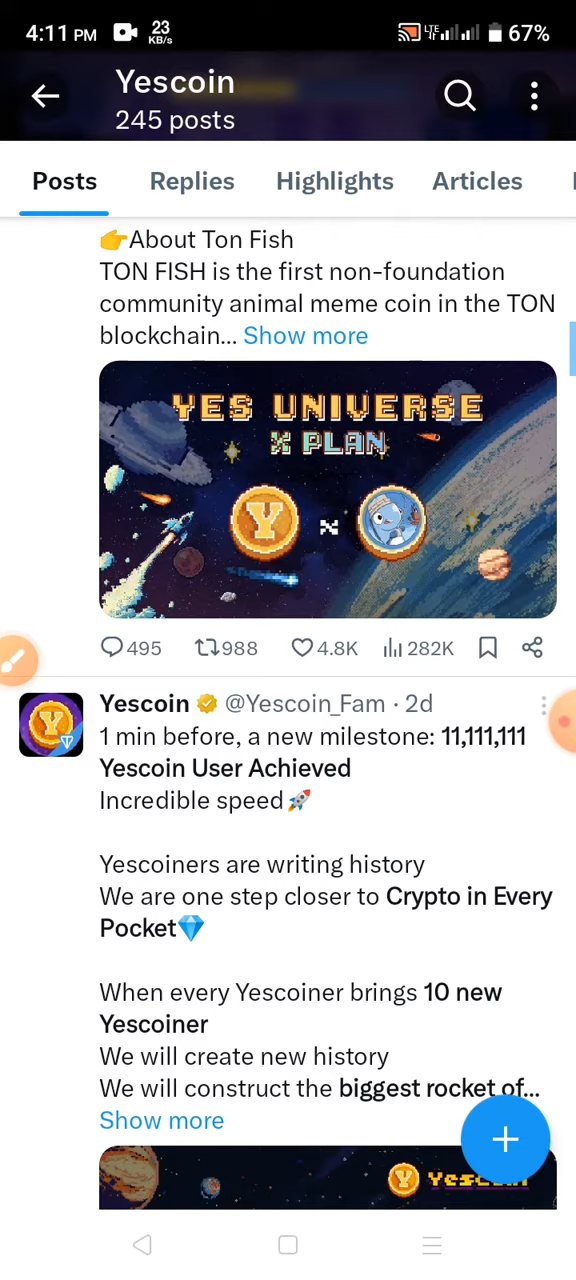 4:11 PM 23 KB/s LTE 67%
Yescoin
245 posts
Posts Replies Highlights Articles
👉About Ton Fish
TON FISH is the first non-foundation
community animal meme coin in the TON
blockchain... Show more
YES UNIVERSE
X PLAN
Y
495 988 4.8K 282K
Yescoin @Yescoin_Fam · 2d
1 min before, a new milestone: 11,111,111
Yescoin User Achieved
Incredible speed🚀
Yescoiners are writing history
We are one step closer to Crypto in Every
Pocket💎
When every Yescoiner brings 10 new
Yescoiner
We will create new history
We will construct the biggest rocket of...
Show more
Y Yescoin